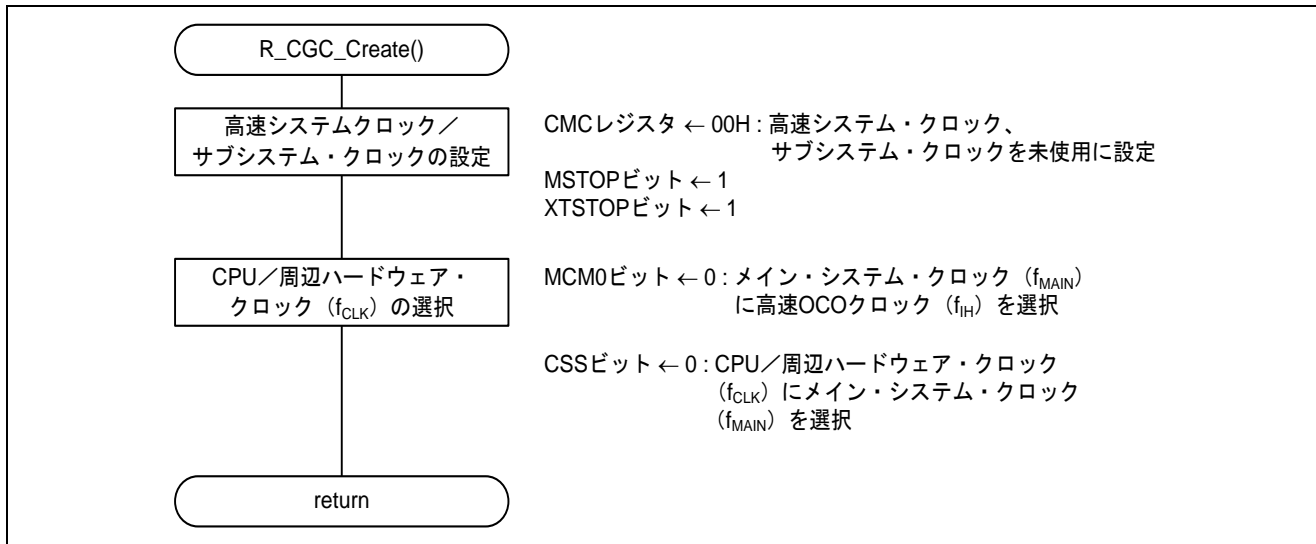 R_CGC_Create()
高速システムクロック／
サブシステム・クロックの設定
CMCレジスタ ← 00H : 高速システム・クロック、
サブシステム・クロックを未使用に設定
MSTOPビット ← 1
XTSTOPビット ← 1
CPU／周辺ハードウェア・
クロック（fCLK）の選択
MCM0ビット ← 0 : メイン・システム・クロック（fMAIN）
に高速OCOクロック（fIH）を選択
CSSビット ← 0 : CPU／周辺ハードウェア・クロック
（fCLK）にメイン・システム・クロック
（fMAIN）を選択
return